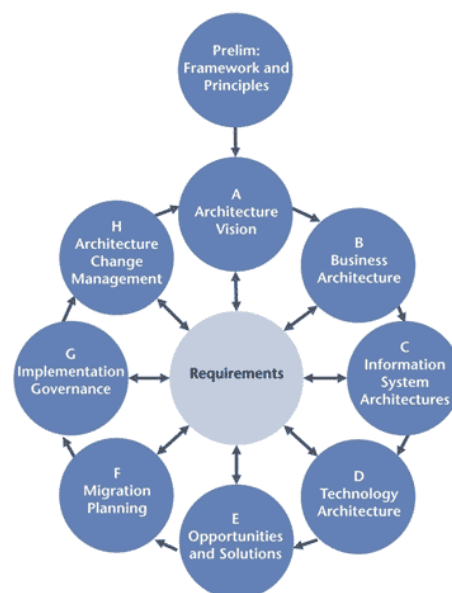 Prelim:
Framework and
Principles
A
Architecture
Vision
B
Business
Architecture
C
Information
System
Architectures
D
Technology
Architecture
E
Opportunities
and Solutions
F
Migration
Planning
G
Implementation
Governance
H
Architecture
Change
Management
Requirements